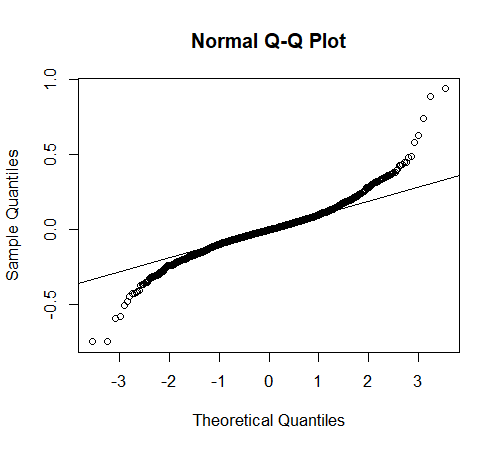 Normal Q-Q Plot
Sample Quantiles
1.0
0.5
0.0
-0.5
-3 -2 -1 0 1 2 3
Theoretical Quantiles